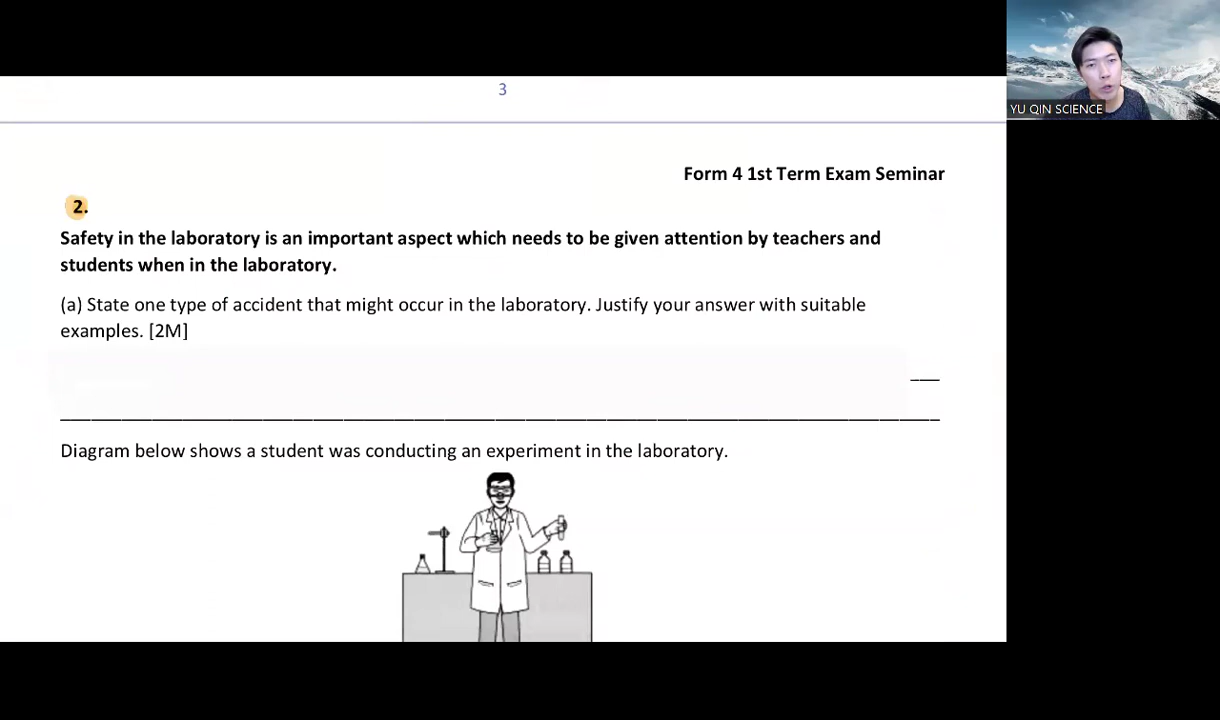 3
YU QIN SCIENCE
Form 4 1st Term Exam Seminar
2.
Safety in the laboratory is an important aspect which needs to be given attention by teachers and
students when in the laboratory.
(a) State one type of accident that might occur in the laboratory. Justify your answer with suitable
examples. [2M]
Diagram below shows a student was conducting an experiment in the laboratory.